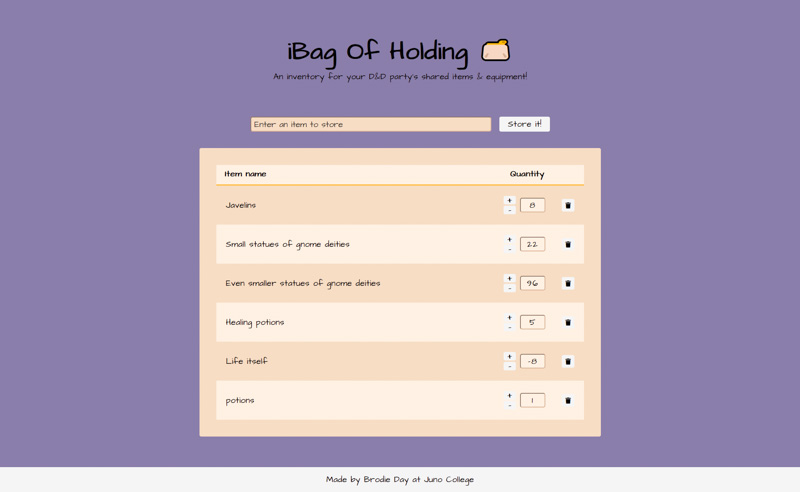 iBag Of Holding
An inventory for your D&D party's shared items & equipment!
Enter an item to store Store it!
Item name Quantity
Javelins + - 8
Small statues of gnome deities + - 22
Even smaller statues of gnome deities + - 96
Healing potions + - 5
Life itself + - -8
potions + - 1
Made by Brodie Day at Juno College